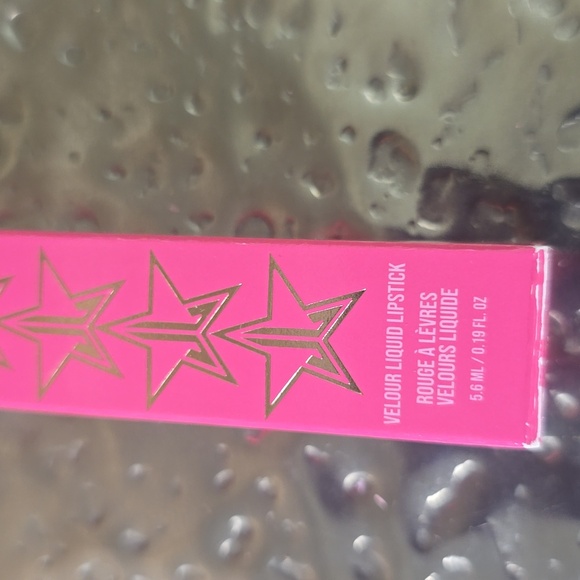 VELOUR LIQUID LIPSTICK
ROUGE À LÈVRES
VELOURS LIQUIDE
5.6 ML / 0.19 FL. OZ